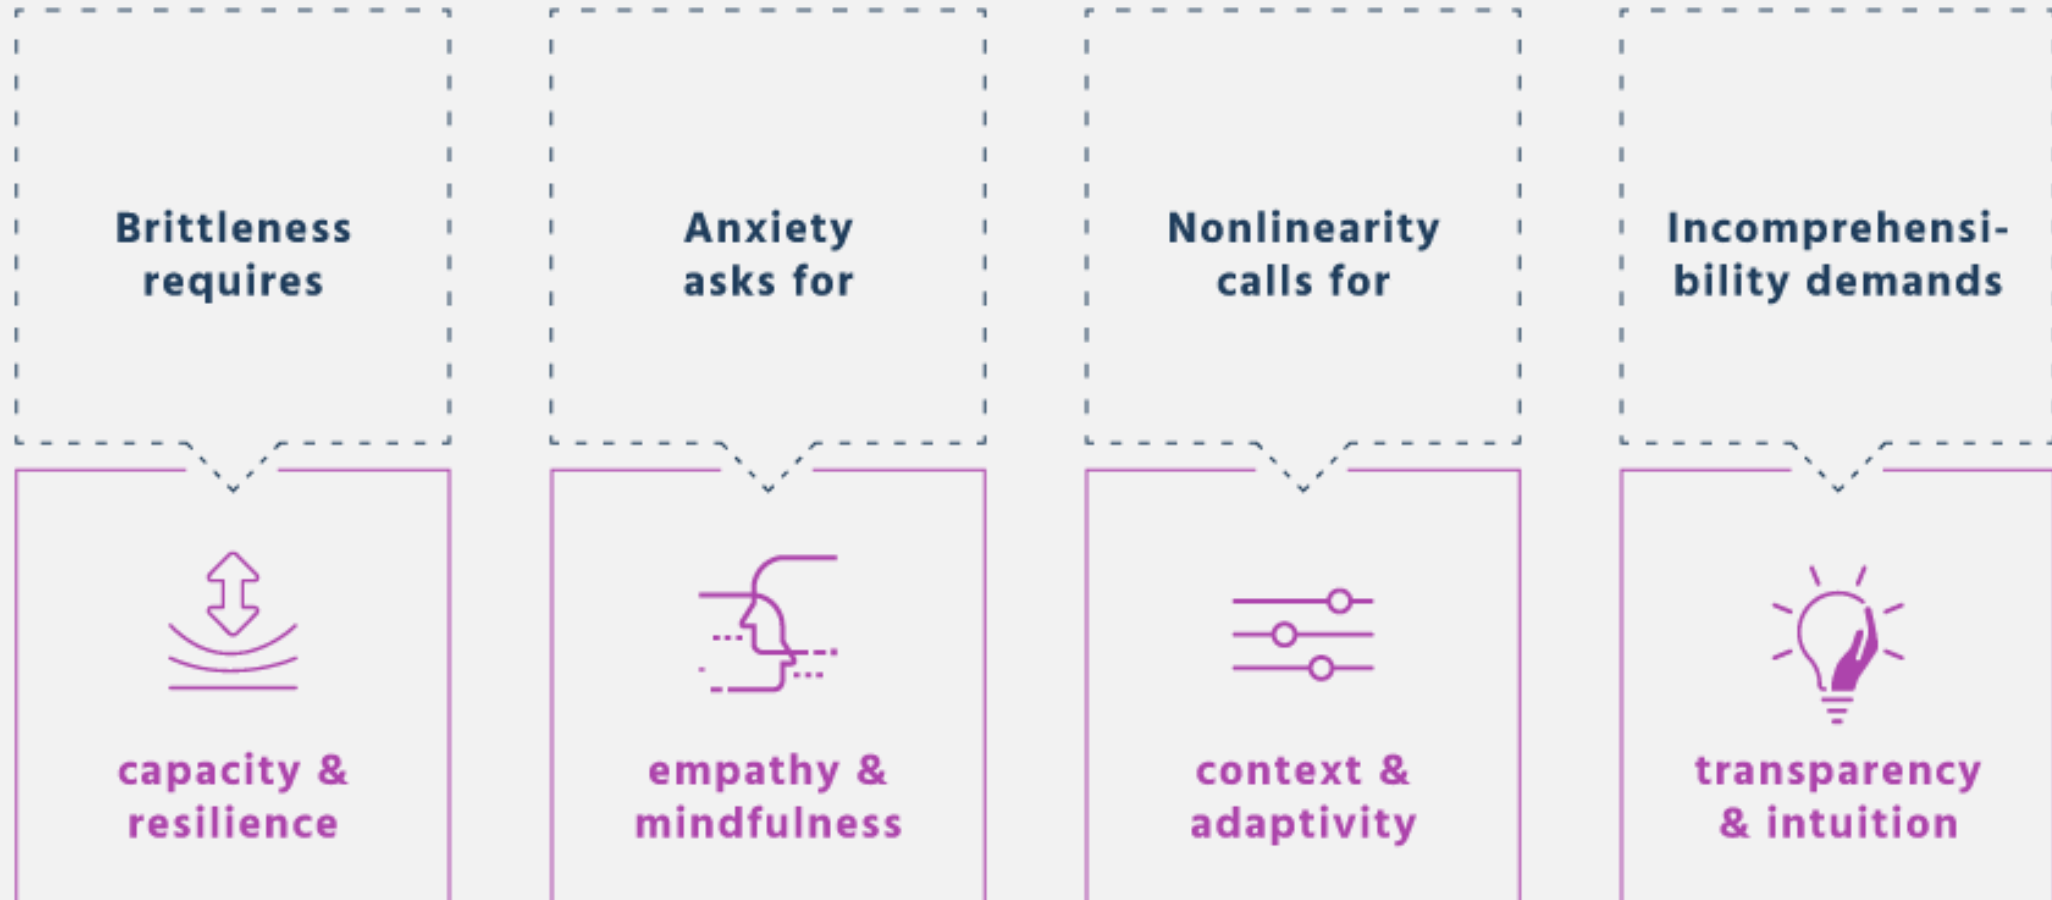 Brittleness
requires
Anxiety
asks for
Nonlinearity
calls for
Incomprehensi-
bility demands
capacity &
resilience
empathy &
mindfulness
context &
adaptivity
transparency
& intuition